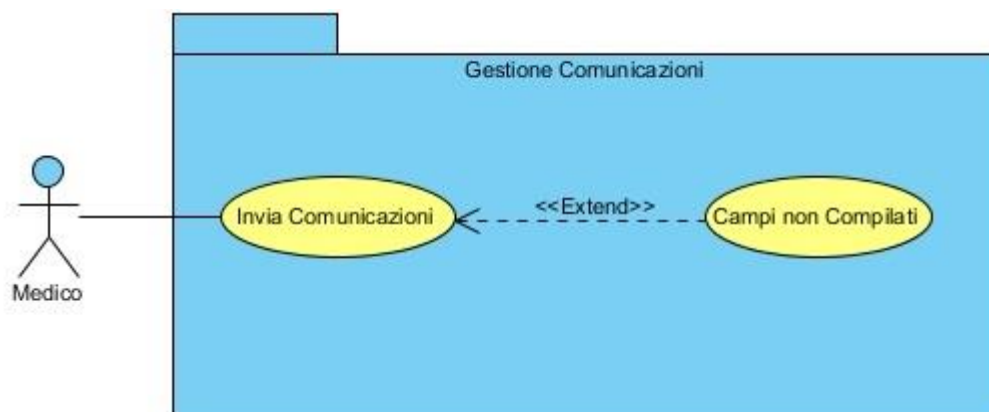 Gestione Comunicazioni
Invia Comunicazioni
<<Extend>>
Campi non Compilati
Medico